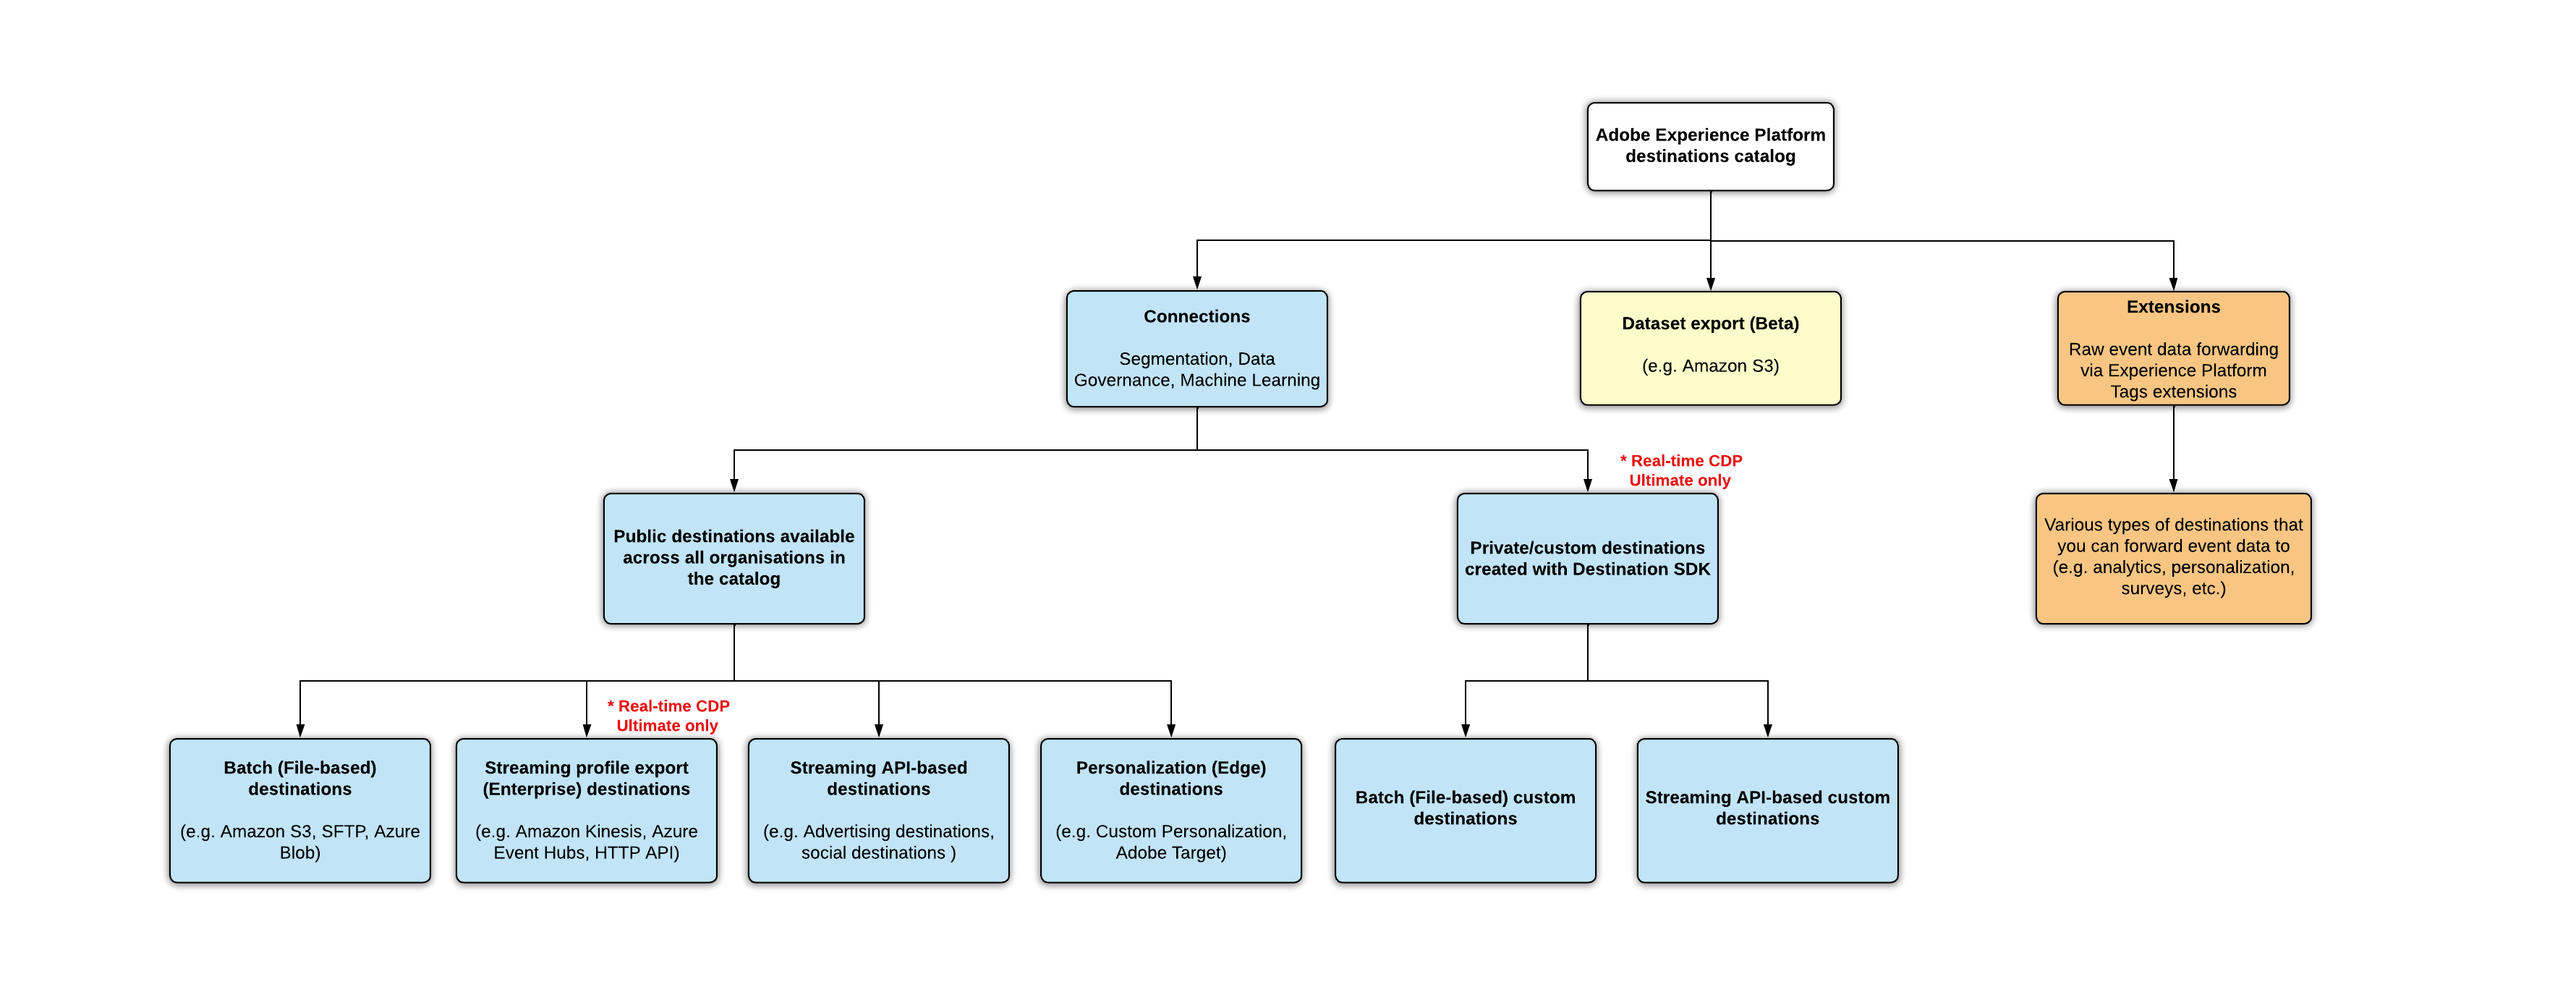 Adobe Experience Platform
destinations catalog
Connections
Segmentation, Data
Governance, Machine Learning
Dataset export (Beta)
(e.g. Amazon S3)
Extensions
Raw event data forwarding
via Experience Platform
Tags extensions
* Real-time CDP
Ultimate only
Public destinations available
across all organisations in
the catalog
Private/custom destinations
created with Destination SDK
Various types of destinations that
you can forward event data to
(e.g. analytics, personalization,
surveys, etc.)
* Real-time CDP
Ultimate only
Batch (File-based)
destinations
(e.g. Amazon S3, SFTP, Azure
Blob)
Streaming profile export
(Enterprise) destinations
(e.g. Amazon Kinesis, Azure
Event Hubs, HTTP API)
Streaming API-based
destinations
(e.g. Advertising destinations,
social destinations )
Personalization (Edge)
destinations
(e.g. Custom Personalization,
Adobe Target)
Batch (File-based) custom
destinations
Streaming API-based custom
destinations